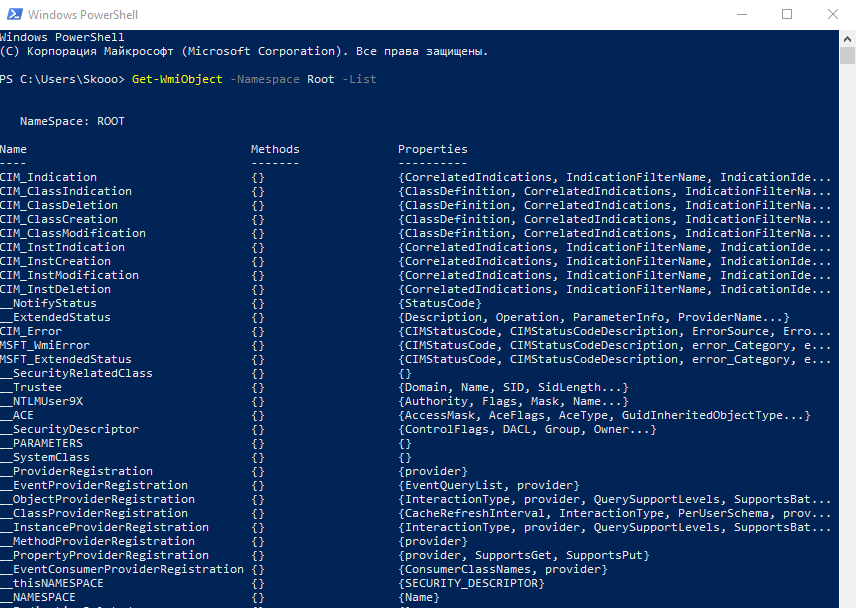 Windows PowerShell
Windows PowerShell
(C) Корпорация Майкрософт (Microsoft Corporation). Все права защищены.
PS C:\Users\Skooo> Get-WmiObject -Namespace Root -List
NameSpace: ROOT
Name Methods Properties
---- ------- ----------
CIM_Indication {} {CorrelatedIndications, IndicationFilterName, IndicationIde...
CIM_ClassIndication {} {ClassDefinition, CorrelatedIndications, IndicationFilterNa...
CIM_ClassDeletion {} {ClassDefinition, CorrelatedIndications, IndicationFilterNa...
CIM_ClassCreation {} {ClassDefinition, CorrelatedIndications, IndicationFilterNa...
CIM_ClassModification {} {ClassDefinition, CorrelatedIndications, IndicationFilterNa...
CIM_InstIndication {} {CorrelatedIndications, IndicationFilterName, IndicationIde...
CIM_InstCreation {} {CorrelatedIndications, IndicationFilterName, IndicationIde...
CIM_InstModification {} {CorrelatedIndications, IndicationFilterName, IndicationIde...
CIM_InstDeletion {} {CorrelatedIndications, IndicationFilterName, IndicationIde...
__NotifyStatus {} {StatusCode}
__ExtendedStatus {} {Description, Operation, ParameterInfo, ProviderName...}
CIM_Error {} {CIMStatusCode, CIMStatusCodeDescription, ErrorSource, Erro...
MSFT_WmiError {} {CIMStatusCode, CIMStatusCodeDescription, error_Category, e...
MSFT_ExtendedStatus {} {CIMStatusCode, CIMStatusCodeDescription, error_Category, e...
__SecurityRelatedClass {} {}
__Trustee {} {Domain, Name, SID, SidLength...}
__NTLMUser9X {} {Authority, Flags, Mask, Name...}
__ACE {} {AccessMask, AceFlags, AceType, GuidInheritedObjectType...}
__SecurityDescriptor {} {ControlFlags, DACL, Group, Owner...}
__PARAMETERS {} {}
__SystemClass {} {}
__ProviderRegistration {} {provider}
__EventProviderRegistration {} {EventQueryList, provider}
__ObjectProviderRegistration {} {InteractionType, provider, QuerySupportLevels, SupportsBat...
__ClassProviderRegistration {} {CacheRefreshInterval, InteractionType, PerUserSchema, prov...
__InstanceProviderRegistration {} {InteractionType, provider, QuerySupportLevels, SupportsBat...
__MethodProviderRegistration {} {provider}
__PropertyProviderRegistration {} {provider, SupportsGet, SupportsPut}
__EventConsumerProviderRegistration {} {ConsumerClassNames, provider}
__thisNAMESPACE {} {SECURITY_DESCRIPTOR}
__NAMESPACE {} {Name}